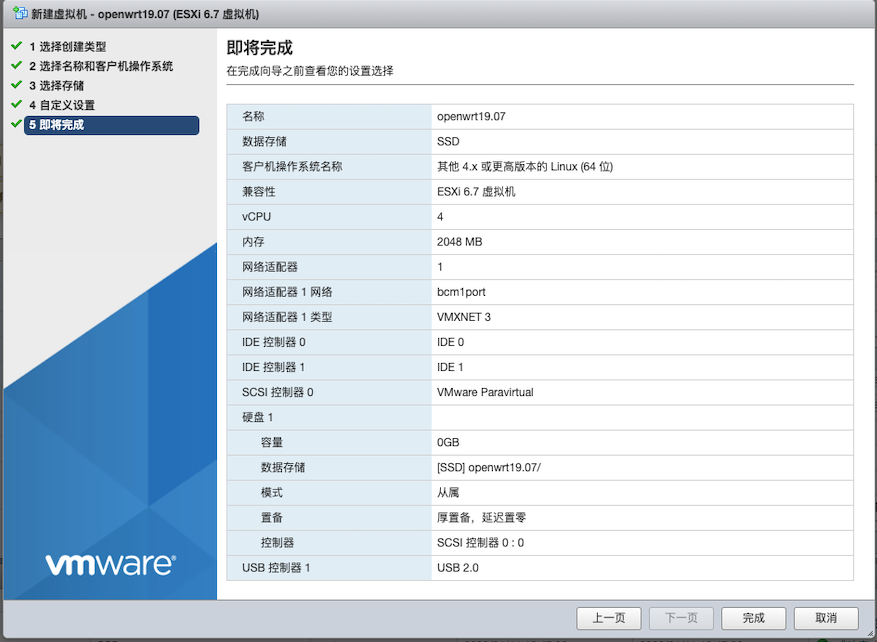 新建虚拟机 - openwrt19.07 (ESXi 6.7 虚拟机)
1 选择创建类型
2 选择名称和客户机操作系统
3 选择存储
4 自定义设置
5 即将完成
即将完成
在完成向导之前查看您的设置选择
名称 openwrt19.07
数据存储 SSD
客户机操作系统名称 其他 4.x 或更高版本的 Linux (64 位)
兼容性 ESXi 6.7 虚拟机
vCPU 4
内存 2048 MB
网络适配器 1
网络适配器 1 网络 bcm1port
网络适配器 1 类型 VMXNET 3
IDE 控制器 0 IDE 0
IDE 控制器 1 IDE 1
SCSI 控制器 0 VMware Paravirtual
硬盘 1
容量 0GB
数据存储 [SSD] openwrt19.07/
模式 从属
置备 厚置备，延迟置零
控制器 SCSI 控制器 0 : 0
USB 控制器 1 USB 2.0
vmware®
上一页 下一页 完成 取消